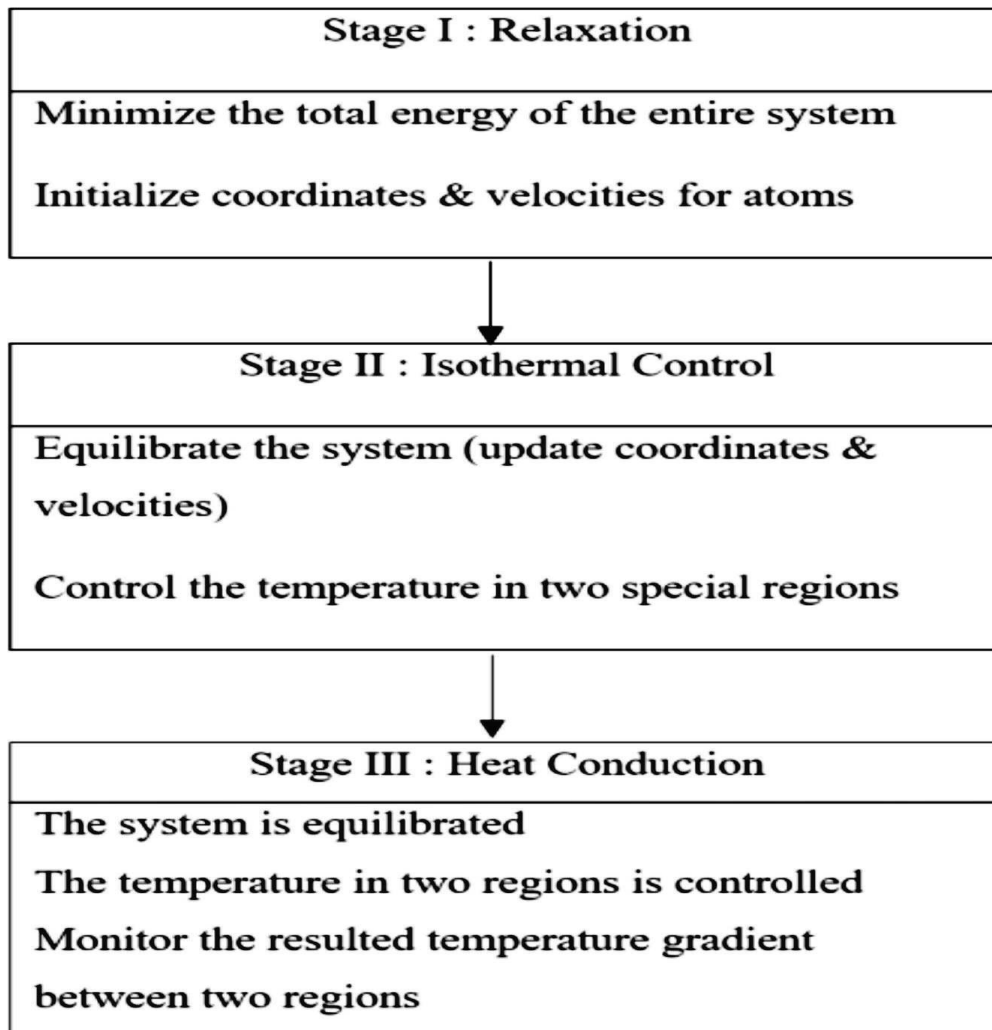 Stage I : Relaxation
Minimize the total energy of the entire system
Initialize coordinates & velocities for atoms
Stage II : Isothermal Control
Equilibrate the system (update coordinates &
velocities)
Control the temperature in two special regions
Stage III : Heat Conduction
The system is equilibrated
The temperature in two regions is controlled
Monitor the resulted temperature gradient
between two regions